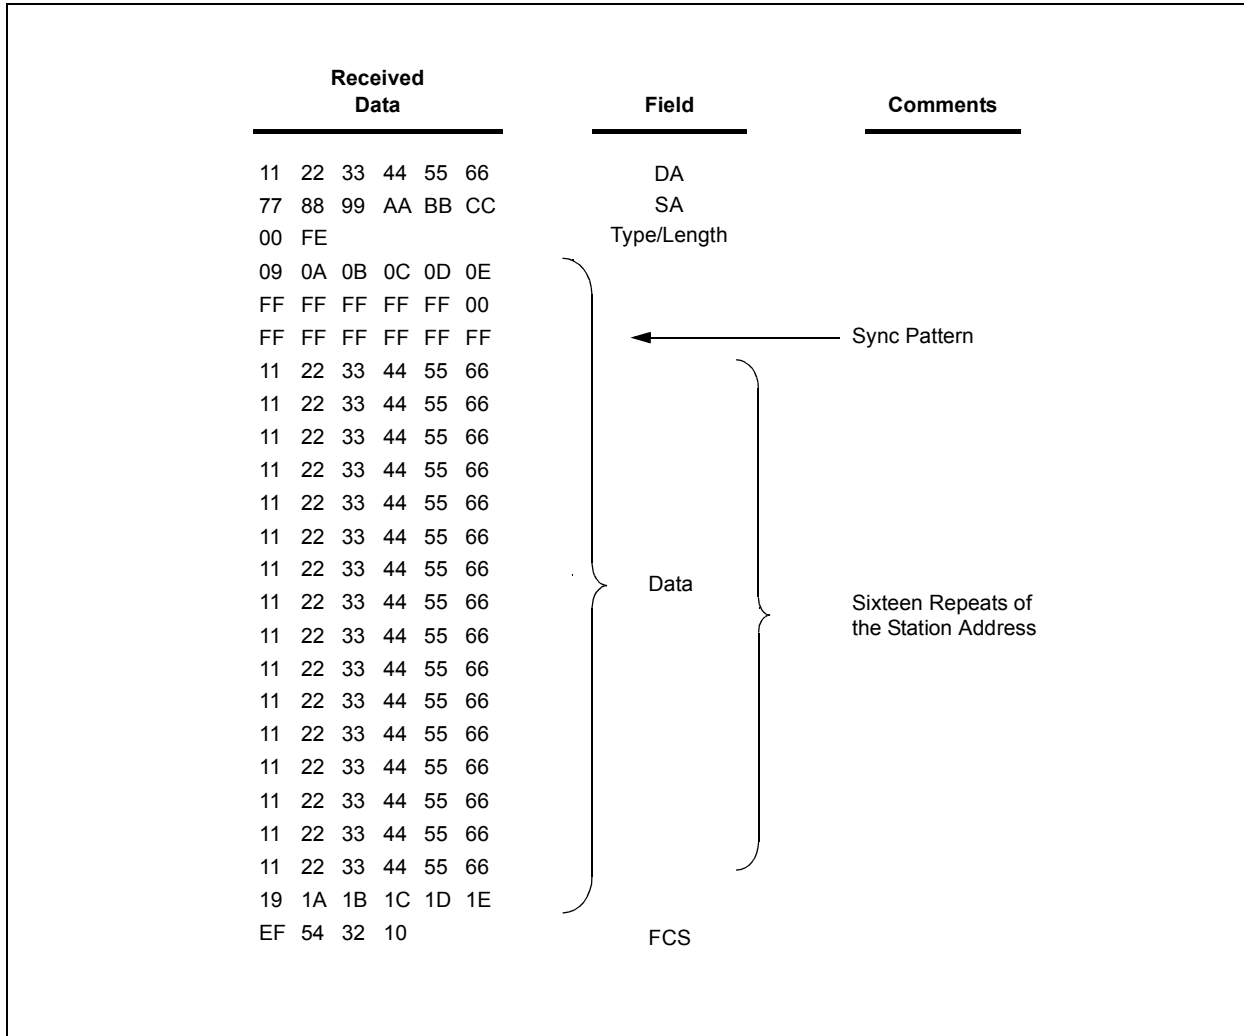 Received
Data Field Comments
11 22 33 44 55 66 DA
77 88 99 AA BB CC SA
00 FE Type/Length
09 0A 0B 0C 0D 0E
FF FF FF FF FF 00
FF FF FF FF FF FF Sync Pattern
11 22 33 44 55 66
11 22 33 44 55 66
11 22 33 44 55 66
11 22 33 44 55 66
11 22 33 44 55 66
11 22 33 44 55 66
11 22 33 44 55 66 Data
11 22 33 44 55 66 Sixteen Repeats of
11 22 33 44 55 66 the Station Address
11 22 33 44 55 66
11 22 33 44 55 66
11 22 33 44 55 66
11 22 33 44 55 66
11 22 33 44 55 66
11 22 33 44 55 66
11 22 33 44 55 66
19 1A 1B 1C 1D 1E
EF 54 32 10 FCS